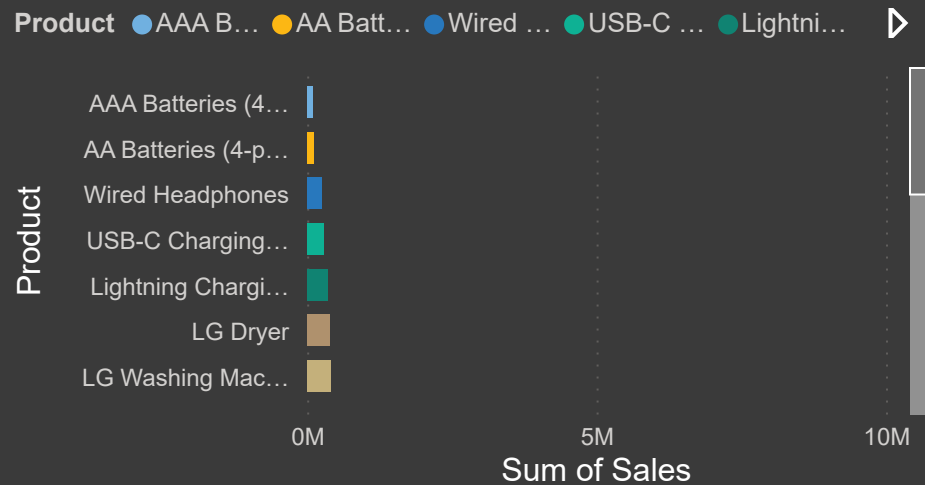 Product AAA B... AA Batt... Wired ... USB-C ... Lightni...
AAA Batteries (4...
AA Batteries (4-p...
Wired Headphones
USB-C Charging...
Lightning Chargi...
LG Dryer
LG Washing Mac...
Product
0M 5M 10M
Sum of Sales